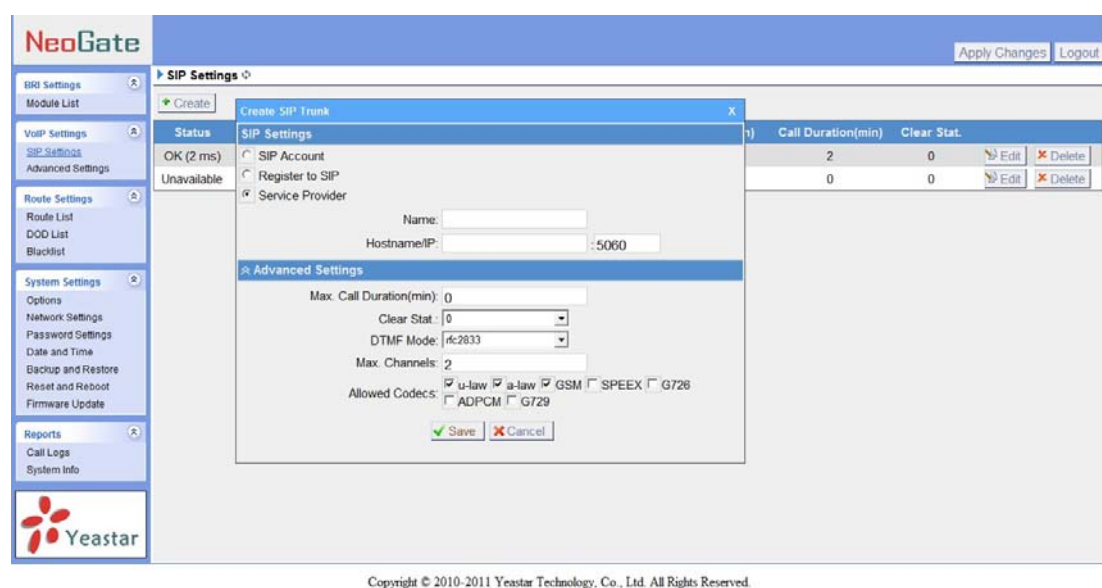 NeoGate
Apply Changes Logout
BRI Settings
Module List
VoIP Settings
SIP Settings
Advanced Settings
Route Settings
Route List
DOD List
Blacklist
System Settings
Options
Network Settings
Password Settings
Date and Time
Backup and Restore
Reset and Reboot
Firmware Update
Reports
Call Logs
System Info
Yeastar
SIP Settings
Create
Status n) Call Duration(min) Clear Stat.
OK (2 ms) 2 0 Edit Delete
Unavailable 0 0 Edit Delete
Create SIP Trunk X
SIP Settings
SIP Account
Register to SIP
Service Provider
Name:
Hostname/IP: :5060
Advanced Settings
Max. Call Duration(min): 0
Clear Stat.: 0
DTMF Mode: rfc2833
Max. Channels: 2
Allowed Codecs: u-law a-law GSM SPEEX G726
ADPCM G729
Save Cancel
Copyright © 2010-2011 Yeastar Technology, Co., Ltd. All Rights Reserved.